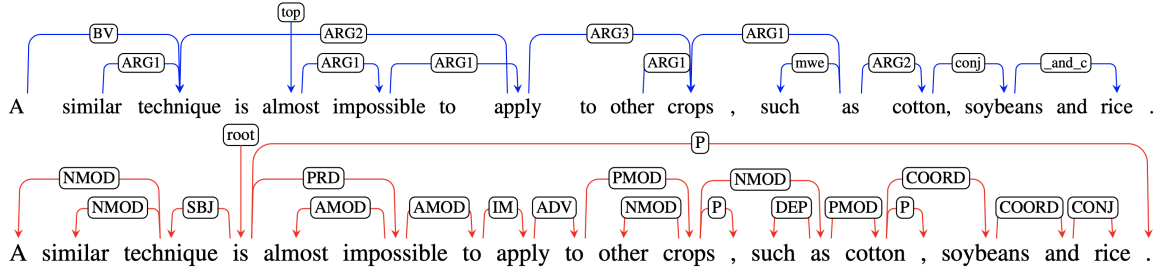 top
BV ARG2 ARG3 ARG1
ARG1 ARG1 ARG1 ARG1 mwe ARG2 conj _and_c
A similar technique is almost impossible to apply to other crops , such as cotton, soybeans and rice .
root
P
NMOD PRD PMOD NMOD COORD
NMOD SBJ AMOD AMOD IM ADV NMOD P DEP PMOD P COORD CONJ
A similar technique is almost impossible to apply to other crops , such as cotton , soybeans and rice .